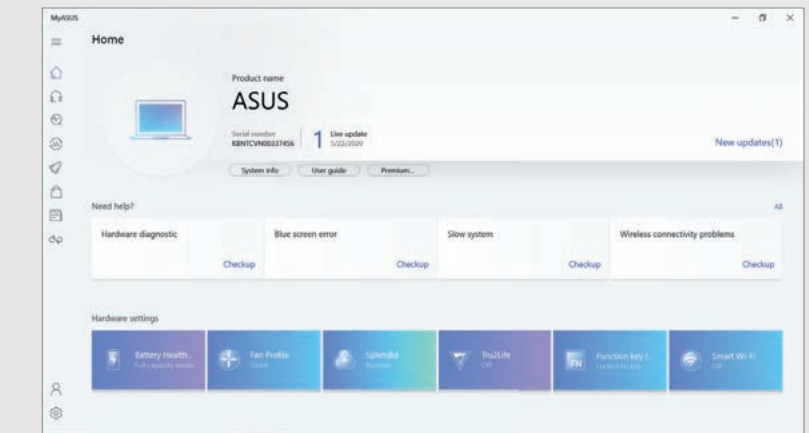 MyASUS
Home
Product name
ASUS
Serial number
1
Live update
5/22/2020
New updates(1)
System info
User guide
Premium...
Need help?
All
Hardware diagnostic
Blue screen error
Slow system
Wireless connectivity problems
Checkup
Checkup
Checkup
Checkup
Hardware settings
Battery Health...
Full capacity mode
Fan Profile
Splendid
Tru2Life
Off
FN
Function key l...
Smart Wi-Fi